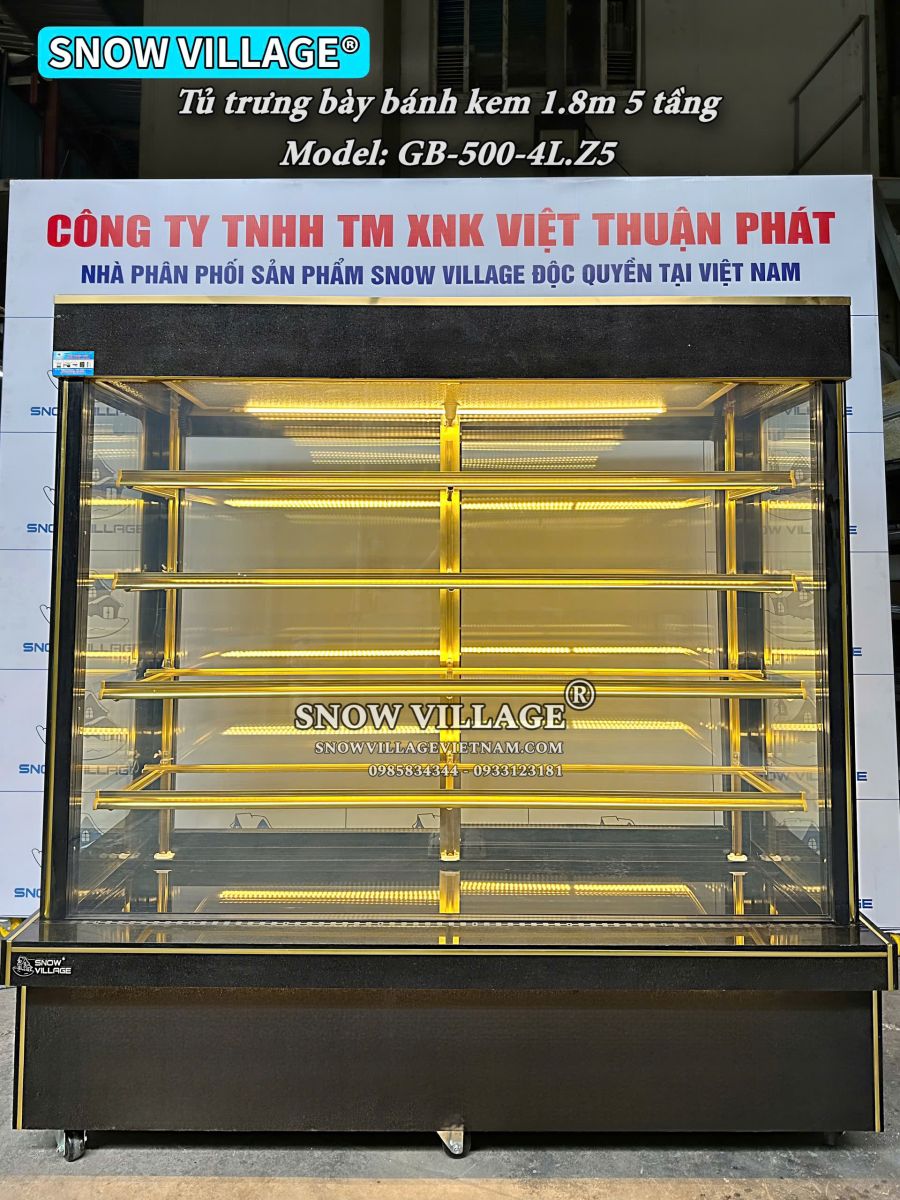 SNOW VILLAGE®
Tủ trưng bày bánh kem 1.8m 5 tầng
Model: GB-500-4L.Z5
CÔNG TY TNHH TM XNK VIỆT THUẬN PHÁT
NHÀ PHÂN PHỐI SẢN PHẨM SNOW VILLAGE ĐỘC QUYỀN TẠI VIỆT NAM
SNOW VILLAGE®
SNOWVILLAGEVIETNAM.COM
0985834344 - 0933123181
SNOW VILLAGE
SNOW
VILLAGE